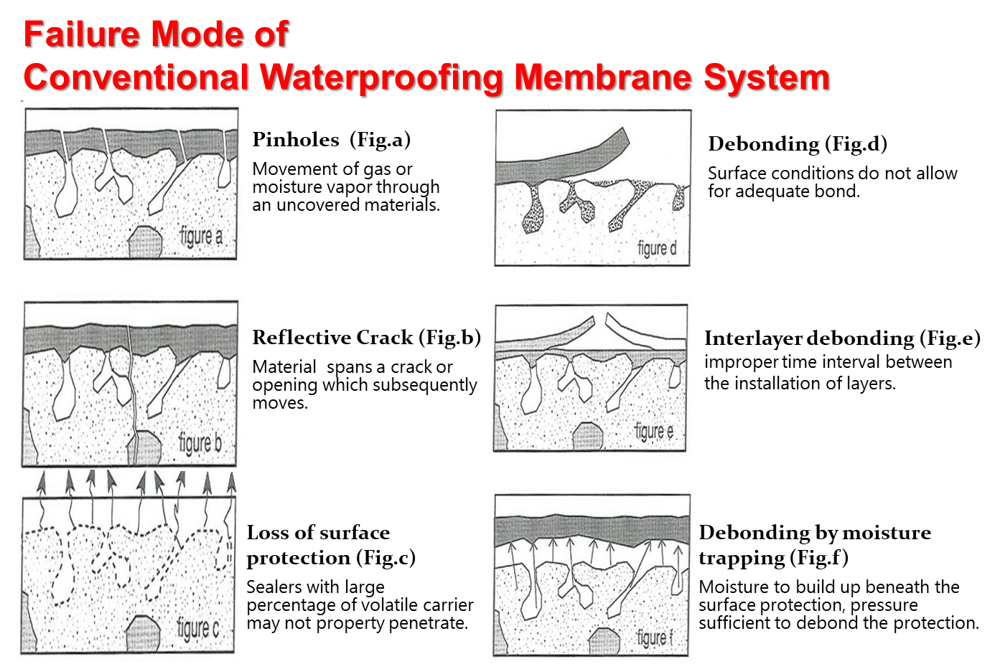 Failure Mode of
Conventional Waterproofing Membrane System
figure a
Pinholes (Fig.a)
Movement of gas or
moisture vapor through
an uncovered materials.
figure b
Reflective Crack (Fig.b)
Material spans a crack or
opening which subsequently
moves.
figure c
Loss of surface
protection (Fig.c)
Sealers with large
percentage of volatile carrier
may not property penetrate.
figure d
Debonding (Fig.d)
Surface conditions do not allow
for adequate bond.
figure e
Interlayer debonding (Fig.e)
improper time interval between
the installation of layers.
figure f
Debonding by moisture
trapping (Fig.f)
Moisture to build up beneath the
surface protection, pressure
sufficient to debond the protection.